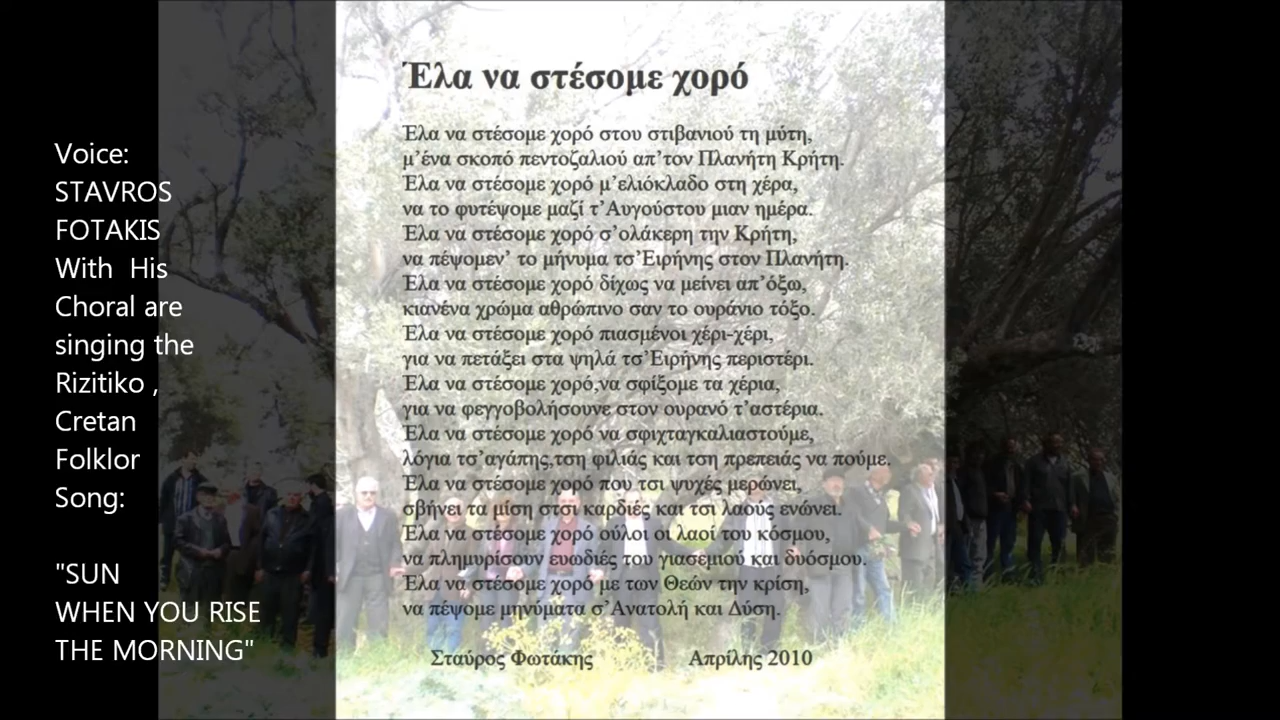 Voice:
STAVROS
FOTAKIS
With His
Choral are
singing the
Rizitiko ,
Cretan
Folklor
Song:
"SUN
WHEN YOU RISE
THE MORNING"
Έλα να στέσομε χορό
Έλα να στέσομε χορό στου στιβανιού τη μύτη,
μ’ένα σκοπό πεντοζαλιού απ’τον Πλανήτη Κρήτη.
Έλα να στέσομε χορό μ’ελιόκλαδο στη χέρα,
να το φυτέψομε μαζί τ’Αυγούστου μιαν ημέρα.
Έλα να στέσομε χορό σ’ολάκερη την Κρήτη,
να πέψομεν’ το μήνυμα τσ’Ειρήνης στον Πλανήτη.
Έλα να στέσομε χορό δίχως να μείνει απ’όξω,
κιανένα χρώμα αθρώπινο σαν το ουράνιο τόξο.
Έλα να στέσομε χορό πιασμένοι χέρι-χέρι,
για να πετάξει στα ψηλά τσ’Ειρήνης περιστέρι.
Έλα να στέσομε χορό,να σφίξομε τα χέρια,
για να φεγγοβολήσουνε στον ουρανό τ’αστέρια.
Έλα να στέσομε χορό να σφιχταγκαλιαστούμε,
λόγια τσ’αγάπης,τση φιλιάς και τση πρεπειάς να πούμε.
Έλα να στέσομε χορό που τσι ψυχές μερώνει,
σβήνει τα μίση στσι καρδιές και τσι λαούς ενώνει.
Έλα να στέσομε χορό ούλοι οι λαοί του κόσμου,
να πλημυρίσουν ευωδιές του γιασεμιού και δυόσμου.
Έλα να στέσομε χορό με των Θεών την κρίση,
να πέψομε μηνύματα σ’Ανατολή και Δύση.
Σταύρος Φωτάκης Απρίλης 2010